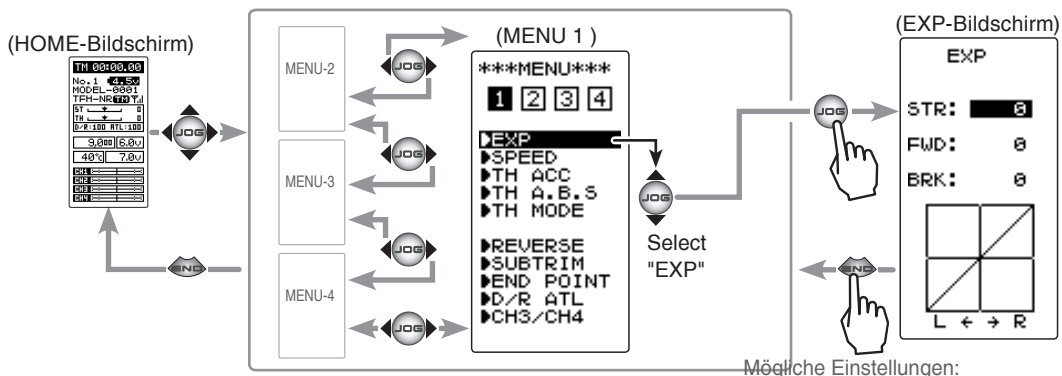 (HOME-Bildschirm)
TM 00:00.00
No.1 4.5V
MODEL-0001
TFH-NR TM
ST 0
TH 0
D/R:100 ATL:100
6.0V
40℃ 7.0V
CH1
CH2
CH3
CH4
JOG
END
MENU-2
MENU-3
MENU-4
JOG
JOG
JOG
JOG
(MENU 1 )
***MENU***
1 2 3 4
EXP
SPEED
TH ACC
TH A.B.S
TH MODE
REVERSE
SUBTRIM
END POINT
D/R ATL
CH3/CH4
JOG
Select
"EXP"
JOG
END
(EXP-Bildschirm)
EXP
STR: 0
FWD: 0
BRK: 0
L ← → R
Mögliche Einstellungen: